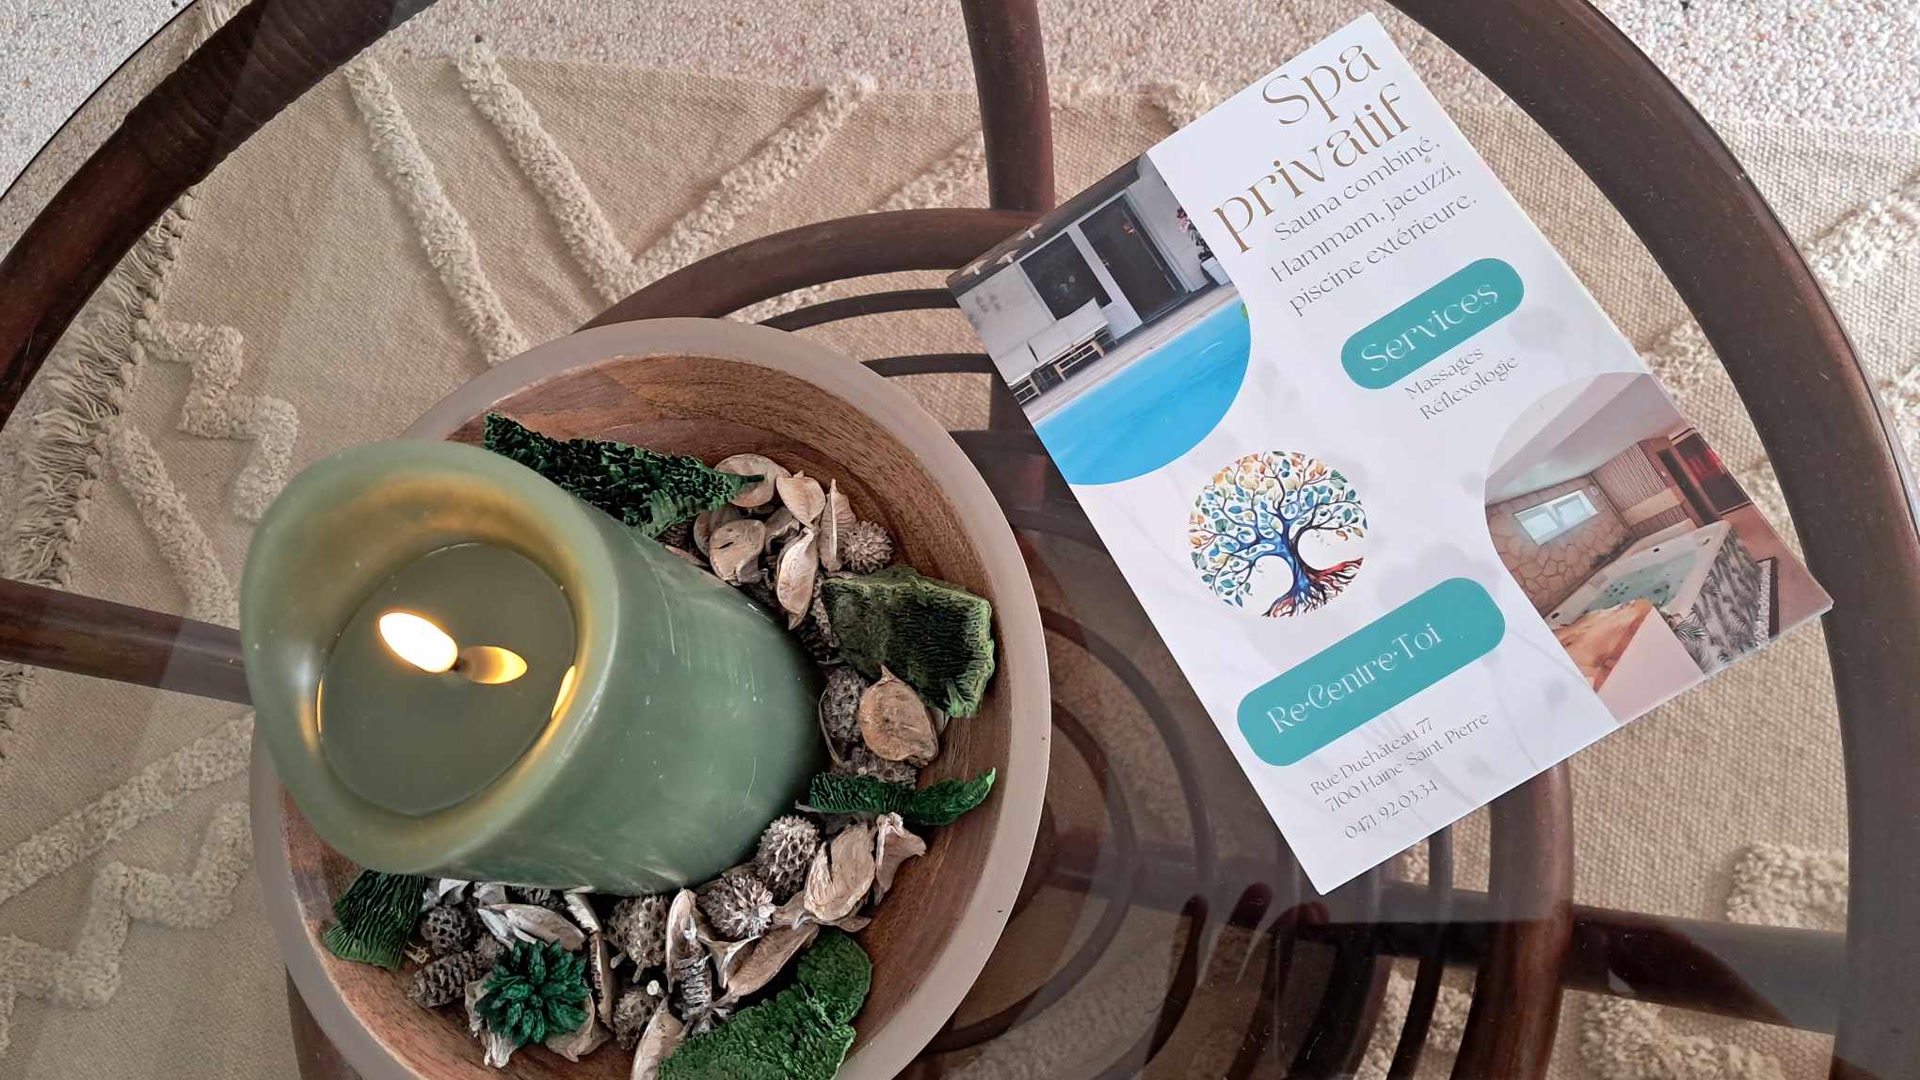 Spa
privatif
Sauna combiné,
Hammam, jacuzzi,
piscine extérieure.
Services
Massages
Réflexologie
Re·Centre·Toi
Rue Duchâteau 77
7100 Haine-Saint-Pierre
0471/92.03.34